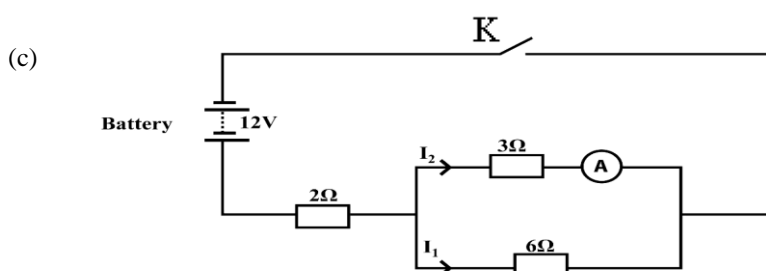 K
(c)
Battery
12V
I₂
3Ω
A
2Ω
I₁
6Ω